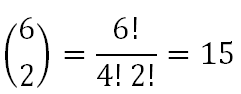 (6 2) = 6! / 4! 2! = 15